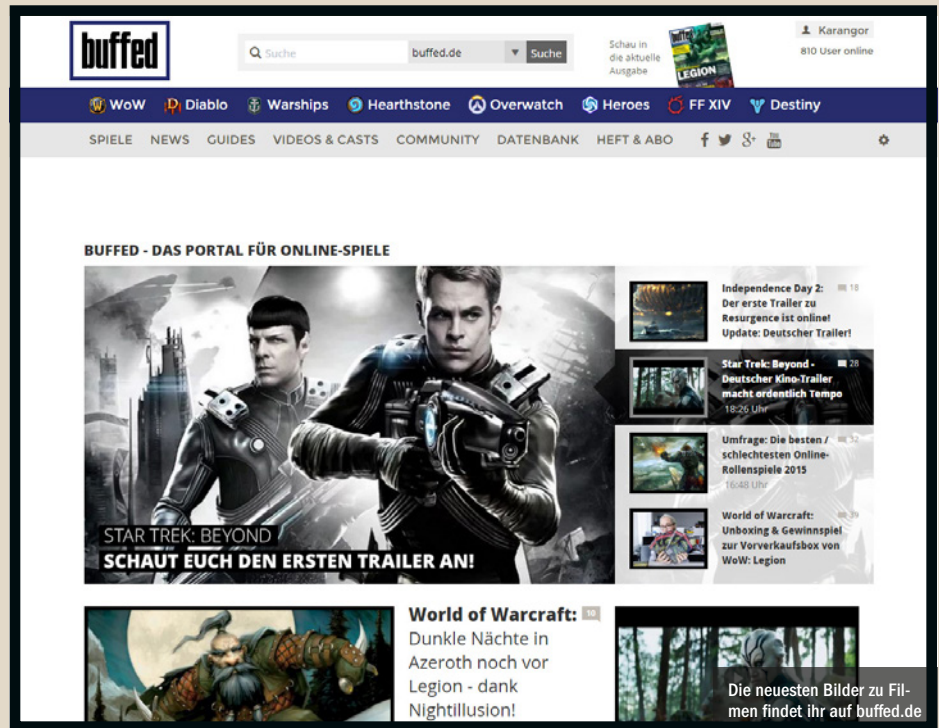 buffed
Suche
buffed.de
Suche
Schau in
die aktuelle
Ausgabe
buffed
LEGION
Karangor
810 User online
WoW Diablo Warships Hearthstone Overwatch Heroes FF XIV Destiny
SPIELE NEWS GUIDES VIDEOS & CASTS COMMUNITY DATENBANK HEFT & ABO
BUFFED - DAS PORTAL FÜR ONLINE-SPIELE
STAR TREK: BEYOND
SCHAUT EUCH DEN ERSTEN TRAILER AN!
Independence Day 2: 18
Der erste Trailer zu
Resurgence ist online!
Update: Deutscher Trailer!
Star Trek: Beyond - 28
Deutscher Kino-Trailer
macht ordentlich Tempo
18:26 Uhr
Umfrage: Die besten / 32
schlechtesten Online-
Rollenspiele 2015
16:48 Uhr
World of Warcraft: 39
Unboxing & Gewinnspiel
zur Vorverkaufsbox von
WoW: Legion
World of Warcraft: 10
Dunkle Nächte in
Azeroth noch vor
Legion - dank
Nightillusion!
Die neuesten Bilder zu Fil-
men findet ihr auf buffed.de